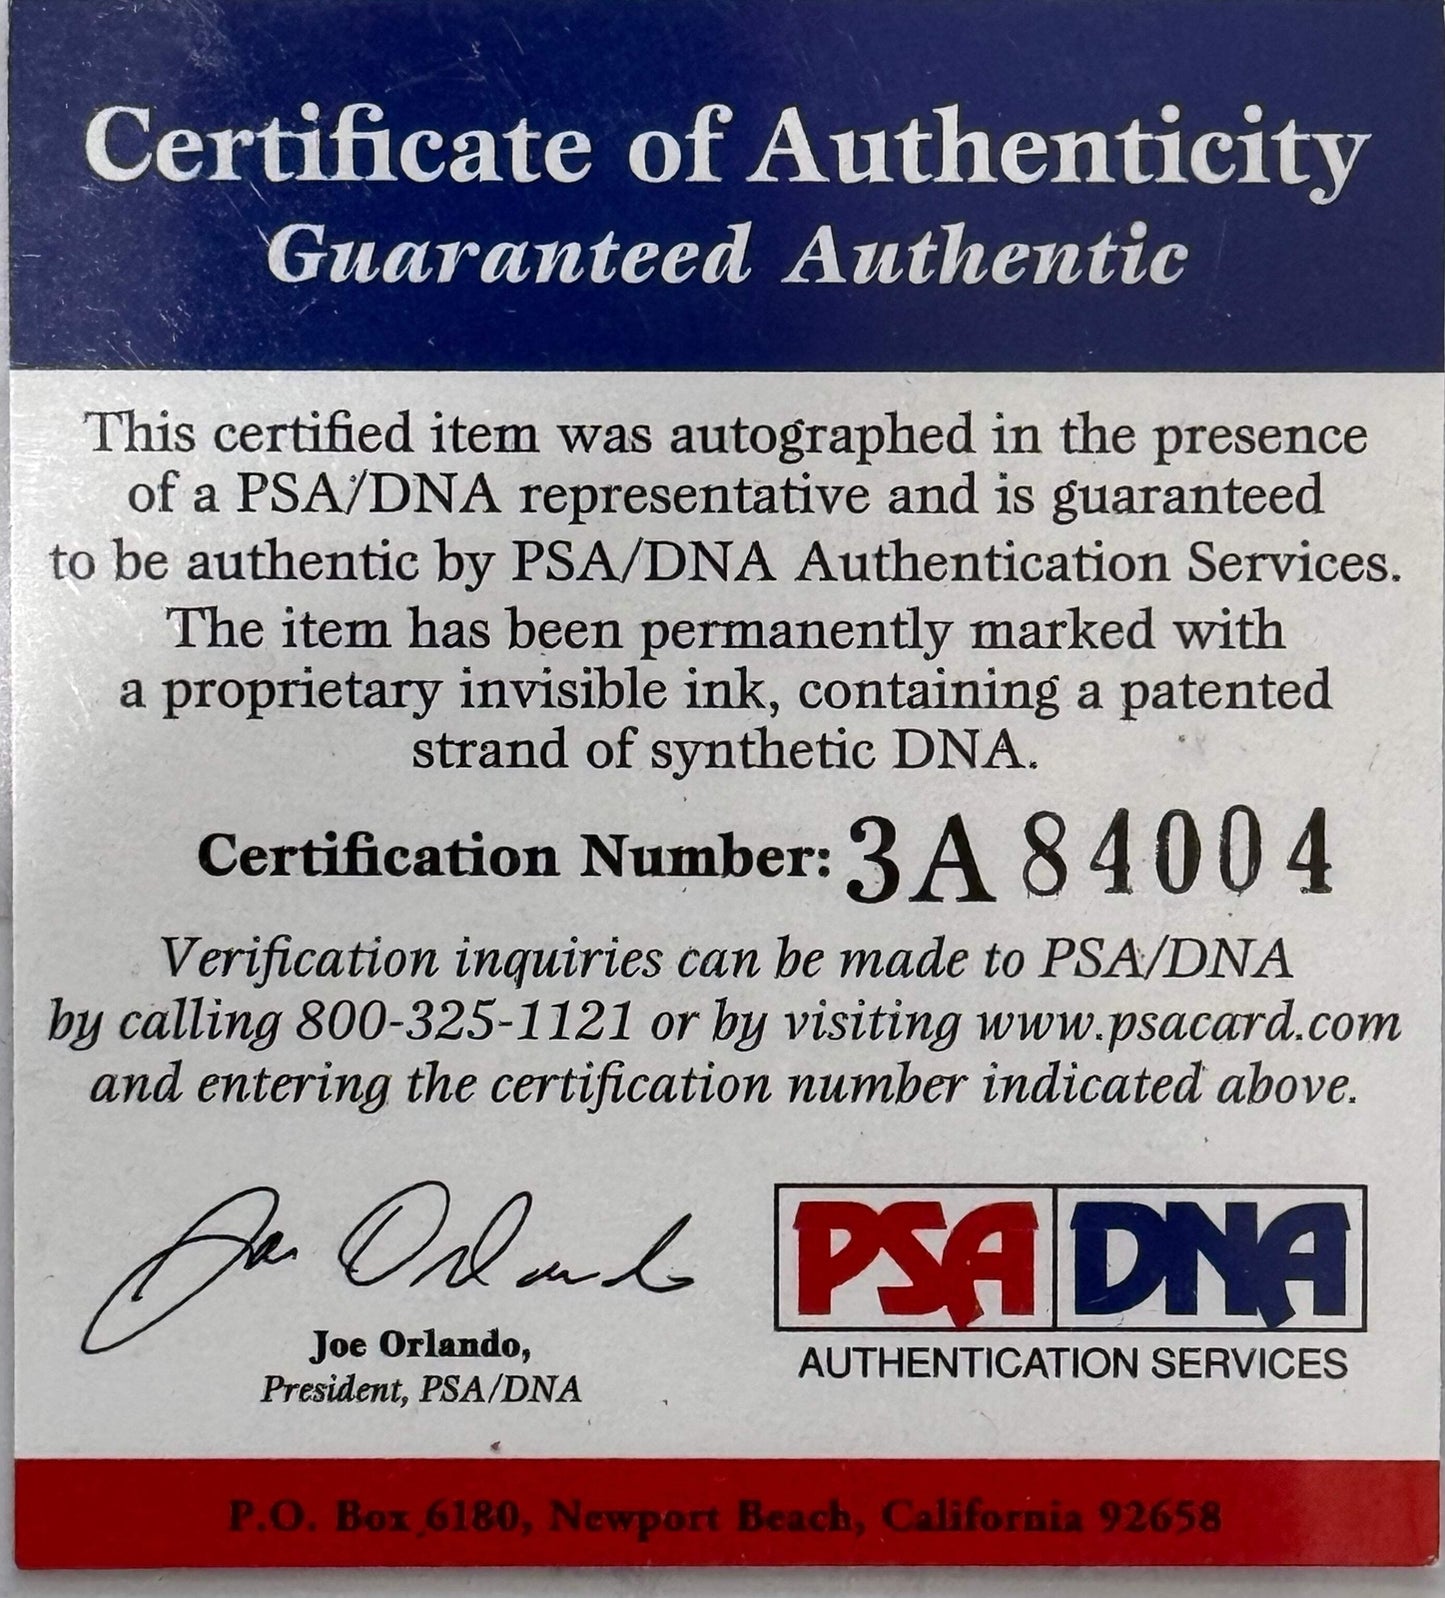 Certificate of Authenticity
Guaranteed Authentic
This certified item was autographed in the presence
of a PSA/DNA representative and is guaranteed
to be authentic by PSA/DNA Authentication Services.
The item has been permanently marked with
a proprietary invisible ink, containing a patented
strand of synthetic DNA.
Certification Number: 3A84004
Verification inquiries can be made to PSA/DNA
by calling 800-325-1121 or by visiting www.psacard.com
and entering the certification number indicated above.
Joe Orlando
Joe Orlando,
President, PSA/DNA
PSA DNA
AUTHENTICATION SERVICES
P.O. Box 6180, Newport Beach, California 92658